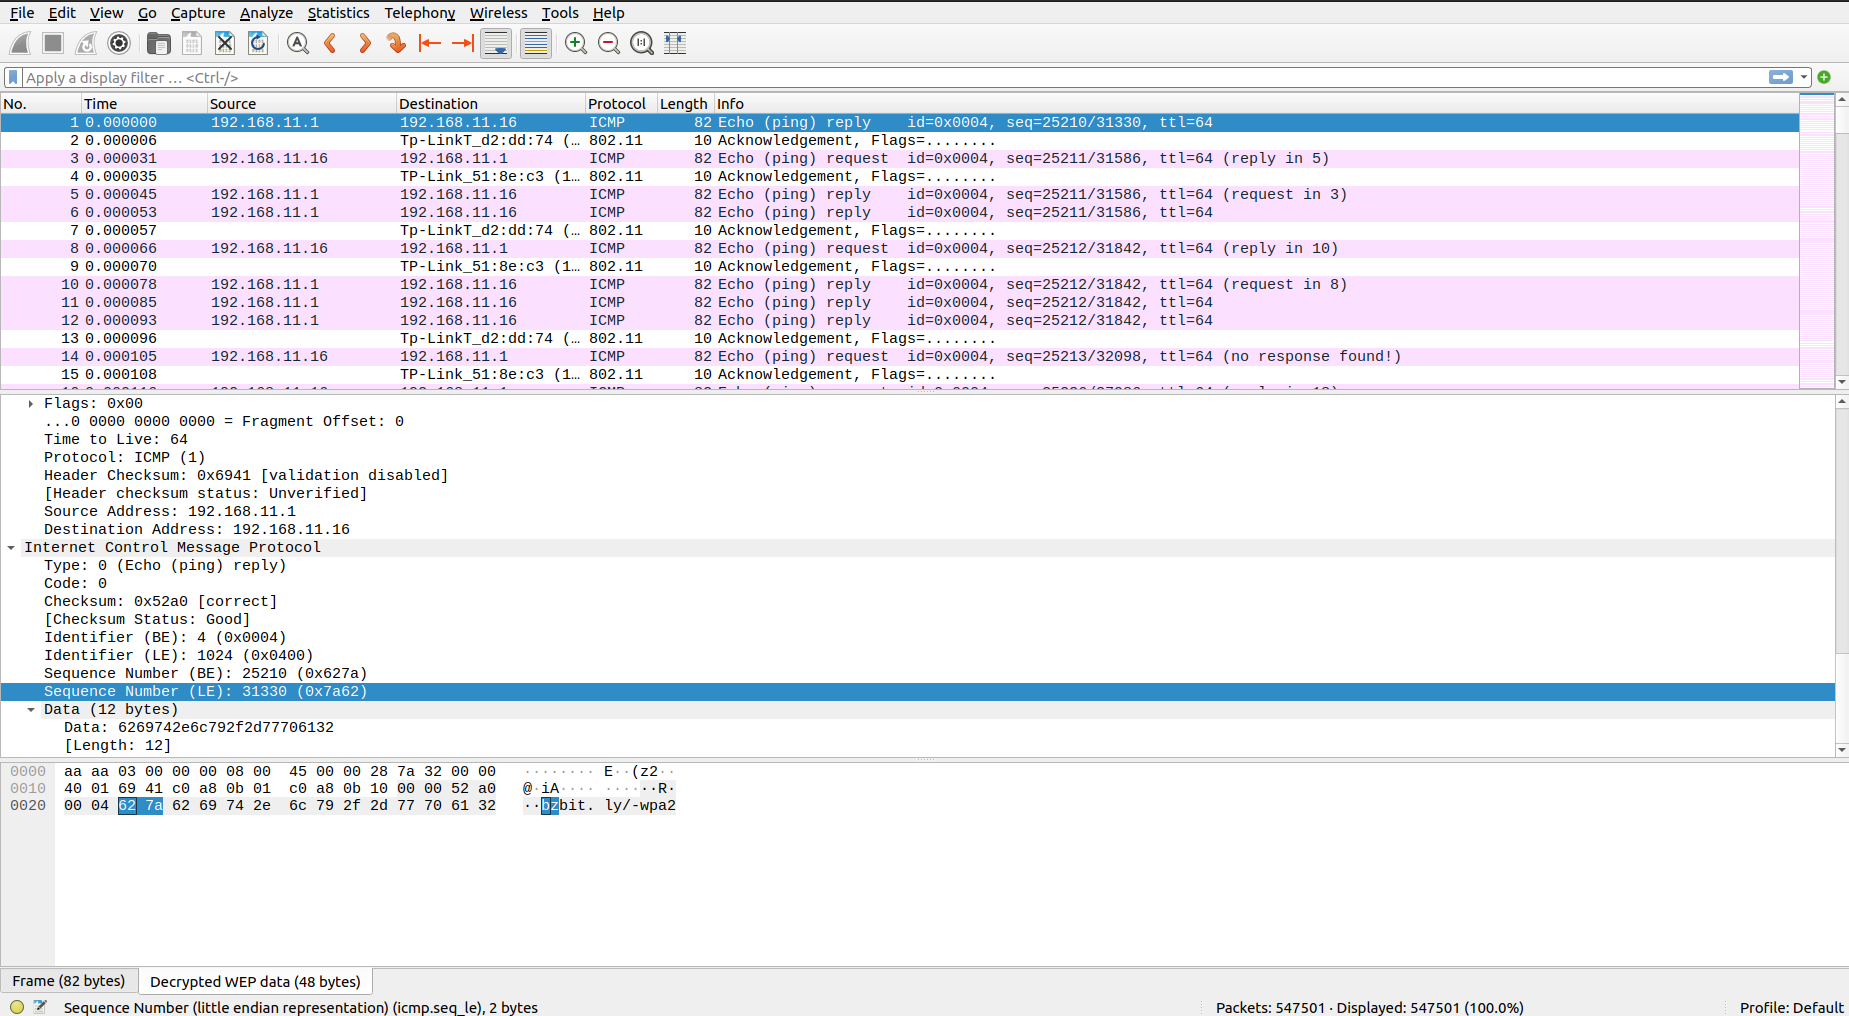 File Edit View Go Capture Analyze Statistics Telephony Wireless Tools Help
Apply a display filter … <Ctrl-/>
No. Time Source Destination Protocol Length Info
1 0.000000 192.168.11.1 192.168.11.16 ICMP 82 Echo (ping) reply id=0x0004, seq=25210/31330, ttl=64
2 0.000006 Tp-LinkT_d2:dd:74 (… 802.11 10 Acknowledgement, Flags=........
3 0.000031 192.168.11.16 192.168.11.1 ICMP 82 Echo (ping) request id=0x0004, seq=25211/31586, ttl=64 (reply in 5)
4 0.000035 TP-Link_51:8e:c3 (1… 802.11 10 Acknowledgement, Flags=........
5 0.000045 192.168.11.1 192.168.11.16 ICMP 82 Echo (ping) reply id=0x0004, seq=25211/31586, ttl=64 (request in 3)
6 0.000053 192.168.11.1 192.168.11.16 ICMP 82 Echo (ping) reply id=0x0004, seq=25211/31586, ttl=64
7 0.000057 Tp-LinkT_d2:dd:74 (… 802.11 10 Acknowledgement, Flags=........
8 0.000066 192.168.11.16 192.168.11.1 ICMP 82 Echo (ping) request id=0x0004, seq=25212/31842, ttl=64 (reply in 10)
9 0.000070 TP-Link_51:8e:c3 (1… 802.11 10 Acknowledgement, Flags=........
10 0.000078 192.168.11.1 192.168.11.16 ICMP 82 Echo (ping) reply id=0x0004, seq=25212/31842, ttl=64 (request in 8)
11 0.000085 192.168.11.1 192.168.11.16 ICMP 82 Echo (ping) reply id=0x0004, seq=25212/31842, ttl=64
12 0.000093 192.168.11.1 192.168.11.16 ICMP 82 Echo (ping) reply id=0x0004, seq=25212/31842, ttl=64
13 0.000096 Tp-LinkT_d2:dd:74 (… 802.11 10 Acknowledgement, Flags=........
14 0.000105 192.168.11.16 192.168.11.1 ICMP 82 Echo (ping) request id=0x0004, seq=25213/32098, ttl=64 (no response found!)
15 0.000108 TP-Link_51:8e:c3 (1… 802.11 10 Acknowledgement, Flags=........
Flags: 0x00
...0 0000 0000 0000 = Fragment Offset: 0
Time to Live: 64
Protocol: ICMP (1)
Header Checksum: 0x6941 [validation disabled]
[Header checksum status: Unverified]
Source Address: 192.168.11.1
Destination Address: 192.168.11.16
Internet Control Message Protocol
Type: 0 (Echo (ping) reply)
Code: 0
Checksum: 0x52a0 [correct]
[Checksum Status: Good]
Identifier (BE): 4 (0x0004)
Identifier (LE): 1024 (0x0400)
Sequence Number (BE): 25210 (0x627a)
Sequence Number (LE): 31330 (0x7a62)
Data (12 bytes)
Data: 6269742e6c792f2d77706132
[Length: 12]
0000 aa aa 03 00 00 00 08 00 45 00 00 28 7a 32 00 00 ········ E··(z2··
0010 40 01 69 41 c0 a8 0b 01 c0 a8 0b 10 00 00 52 a0 @·iA···· ······R·
0020 00 04 62 7a 62 69 74 2e 6c 79 2f 2d 77 70 61 32 ··bzbit. ly/-wpa2
Frame (82 bytes) Decrypted WEP data (48 bytes)
Sequence Number (little endian representation) (icmp.seq_le), 2 bytes Packets: 547501 · Displayed: 547501 (100.0%) Profile: Default